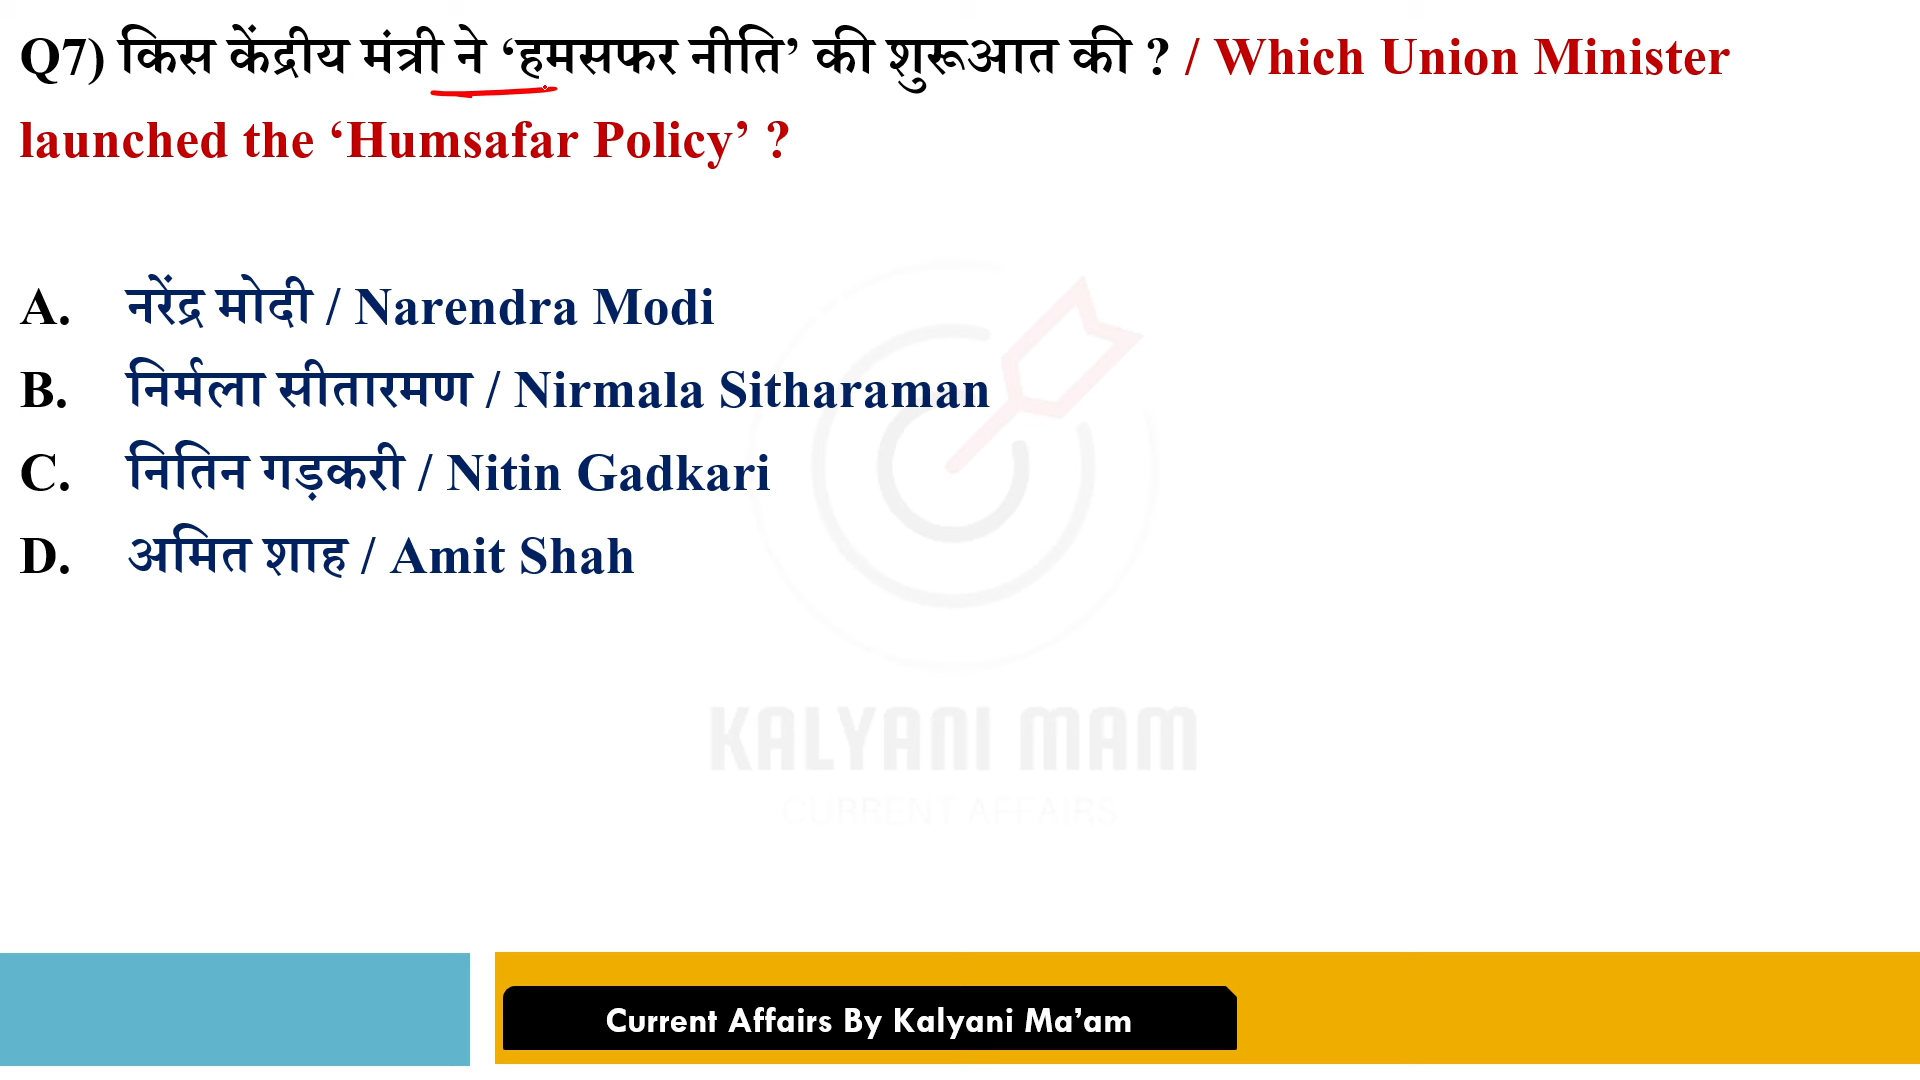 Q7) किस केंद्रीय मंत्री ने ‘हमसफर नीति’ की शुरूआत की ? / Which Union Minister
launched the ‘Humsafar Policy’ ?
A. नरेंद्र मोदी / Narendra Modi
B. निर्मला सीतारमण / Nirmala Sitharaman
C. नितिन गड़करी / Nitin Gadkari
D. अमित शाह / Amit Shah
KALYANI MAM
CURRENT AFFAIRS
Current Affairs By Kalyani Ma’am